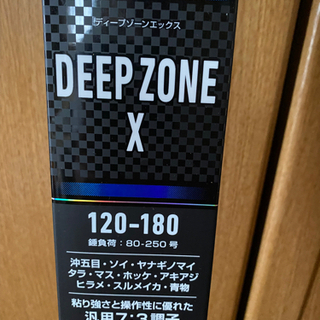 ディープゾーンエックス
DEEP ZONE
X
120-180
錘負荷：80-250号
沖五目・ソイ・ヤナギノマイ
タラ・マス・ホッケ・アキアジ
ヒラメ・スルメイカ・青物
粘り強さと操作性に優れた
汎用7：3調子